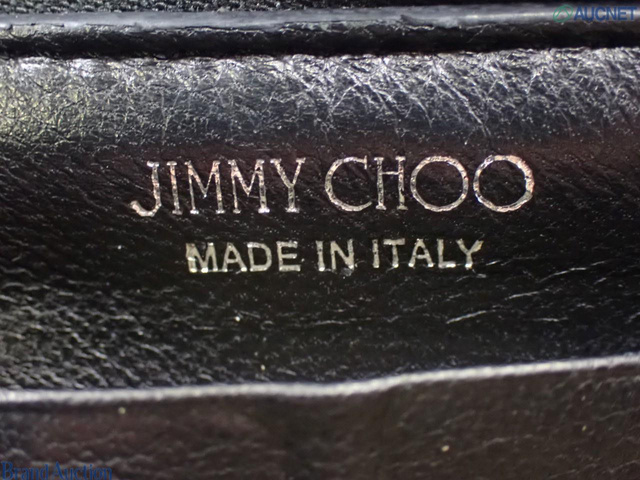 AUCNET
JIMMY CHOO
MADE IN ITALY
Brand Auction